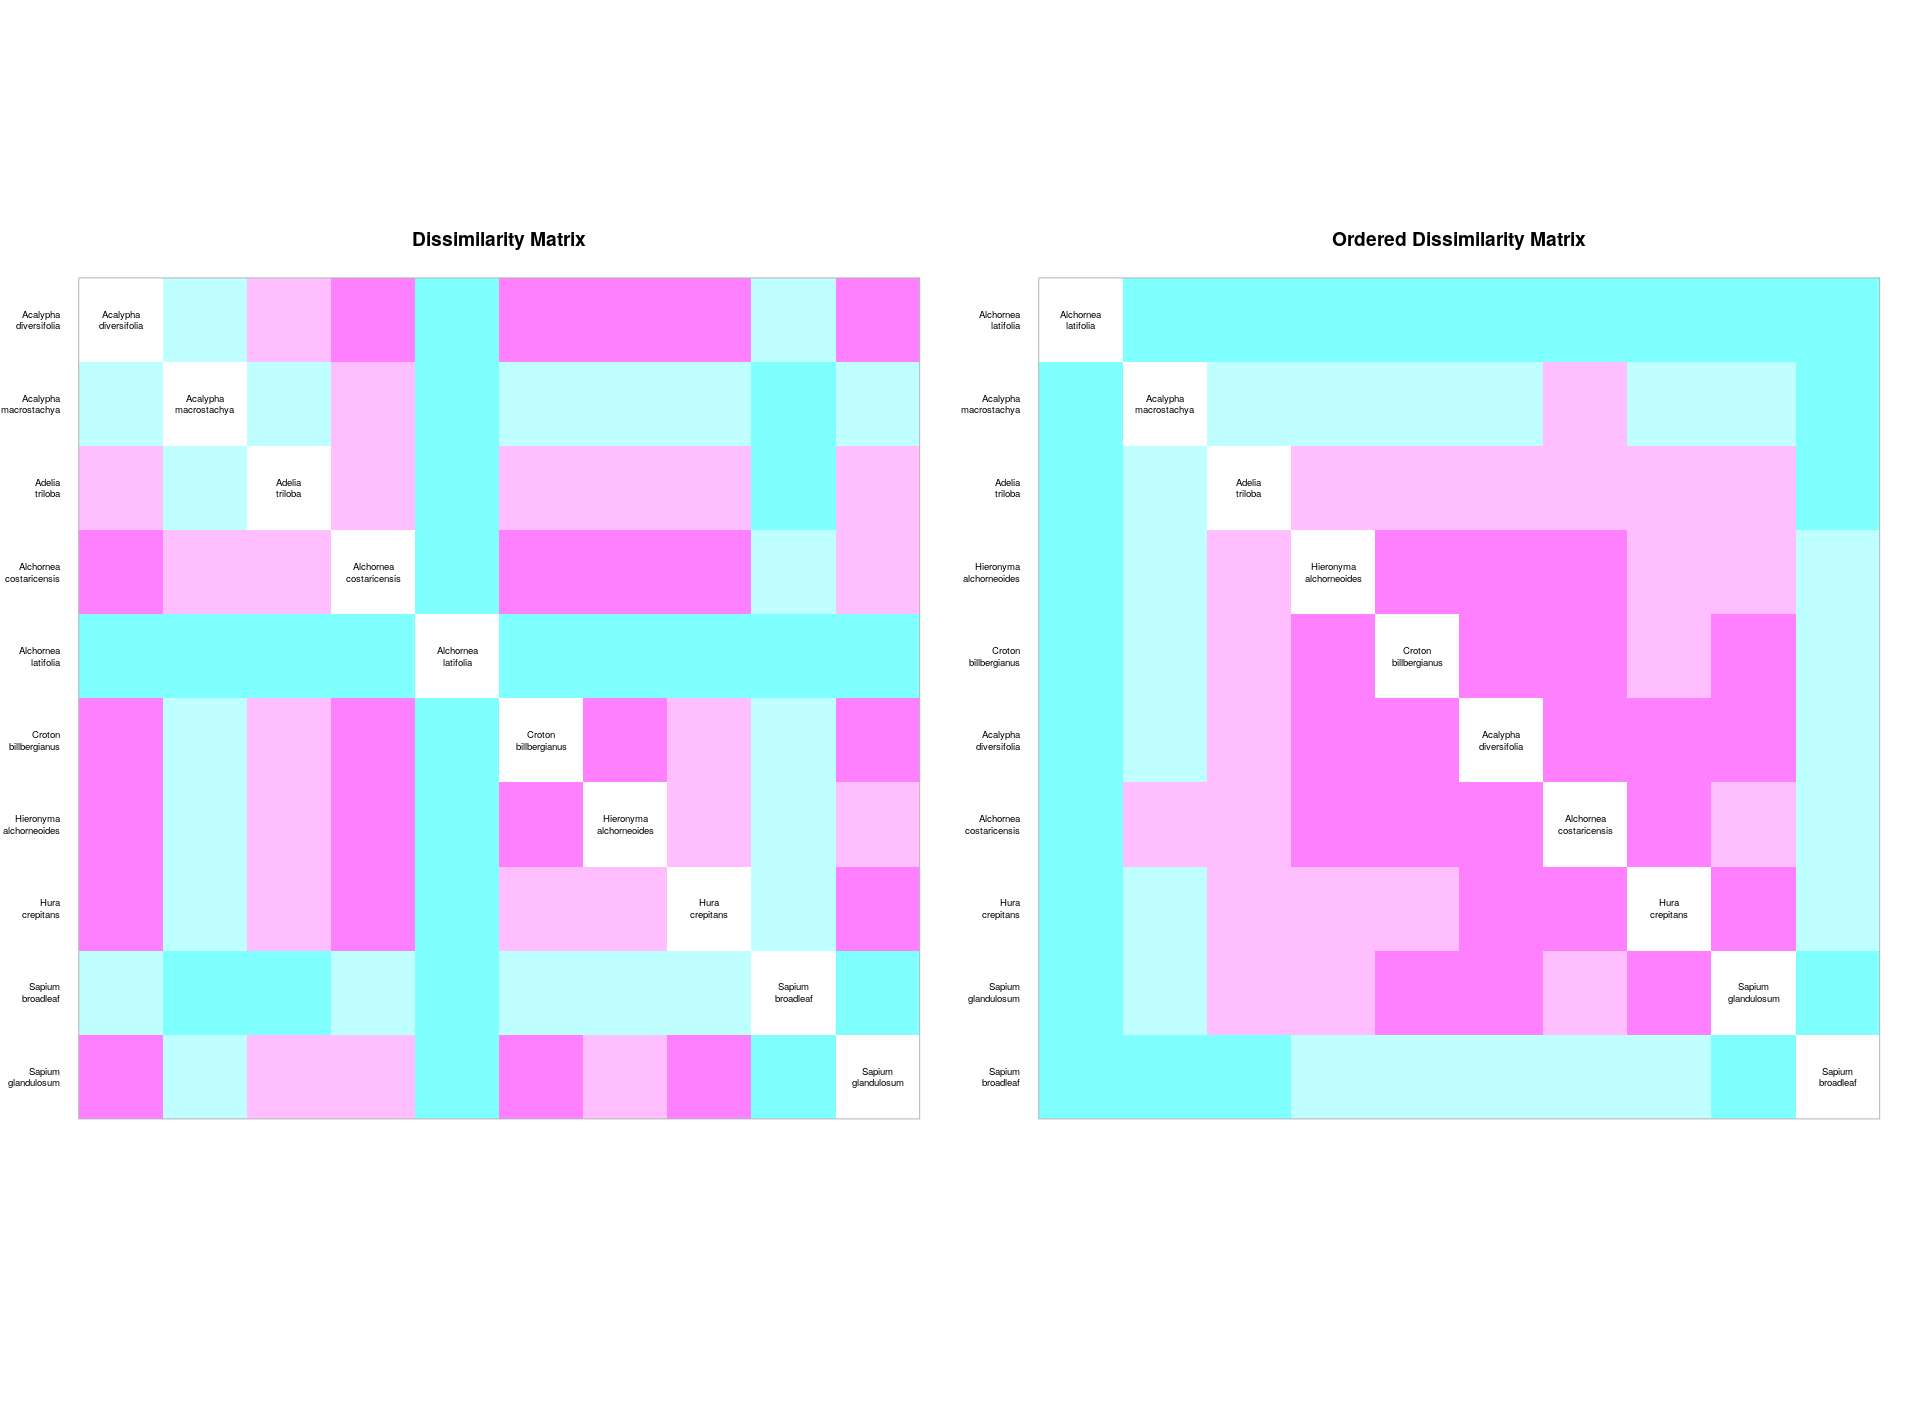 Dissimilarity Matrix
Acalypha
diversifolia
Acalypha
diversifolia
Acalypha
macrostachya
Acalypha
macrostachya
Adelia
triloba
Adelia
triloba
Alchornea
costaricensis
Alchornea
costaricensis
Alchornea
latifolia
Alchornea
latifolia
Croton
billbergianus
Croton
billbergianus
Hieronyma
alchorneoides
Hieronyma
alchorneoides
Hura
crepitans
Hura
crepitans
Sapium
broadleaf
Sapium
broadleaf
Sapium
glandulosum
Sapium
glandulosum
Ordered Dissimilarity Matrix
Alchornea
latifolia
Alchornea
latifolia
Acalypha
macrostachya
Acalypha
macrostachya
Adelia
triloba
Adelia
triloba
Hieronyma
alchorneoides
Hieronyma
alchorneoides
Croton
billbergianus
Croton
billbergianus
Acalypha
diversifolia
Acalypha
diversifolia
Alchornea
costaricensis
Alchornea
costaricensis
Hura
crepitans
Hura
crepitans
Sapium
glandulosum
Sapium
glandulosum
Sapium
broadleaf
Sapium
broadleaf